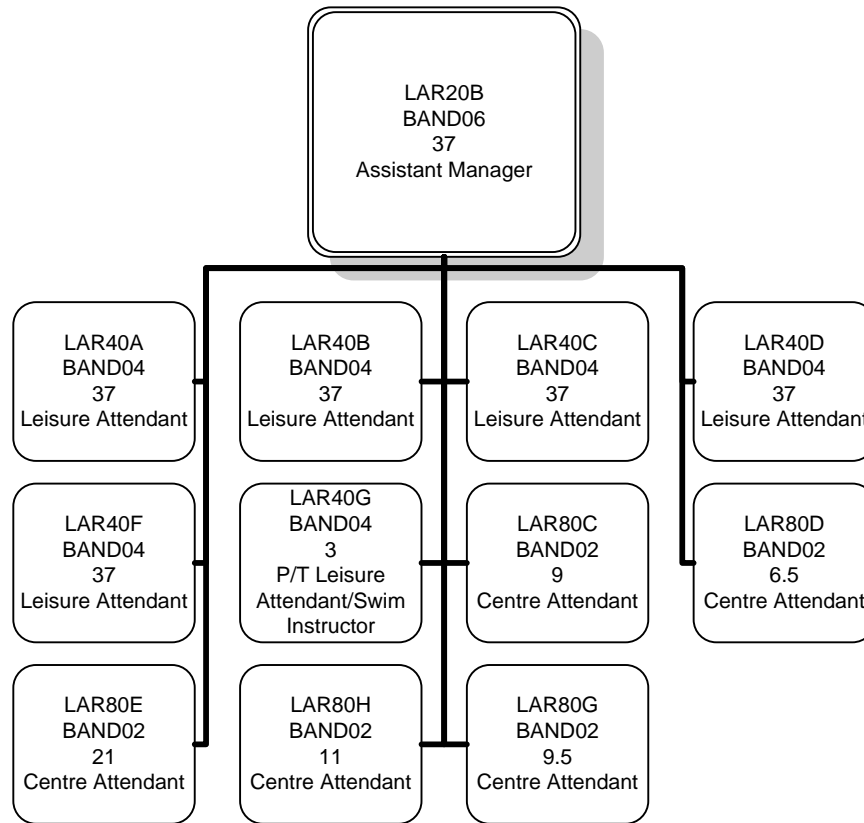 LAR20B
BAND06
37
Assistant Manager
LAR40A
BAND04
37
Leisure Attendant
LAR40B
BAND04
37
Leisure Attendant
LAR40C
BAND04
37
Leisure Attendant
LAR40D
BAND04
37
Leisure Attendant
LAR40F
BAND04
37
Leisure Attendant
LAR40G
BAND04
3
P/T Leisure
Attendant/Swim
Instructor
LAR80C
BAND02
9
Centre Attendant
LAR80D
BAND02
6.5
Centre Attendant
LAR80E
BAND02
21
Centre Attendant
LAR80H
BAND02
11
Centre Attendant
LAR80G
BAND02
9.5
Centre Attendant